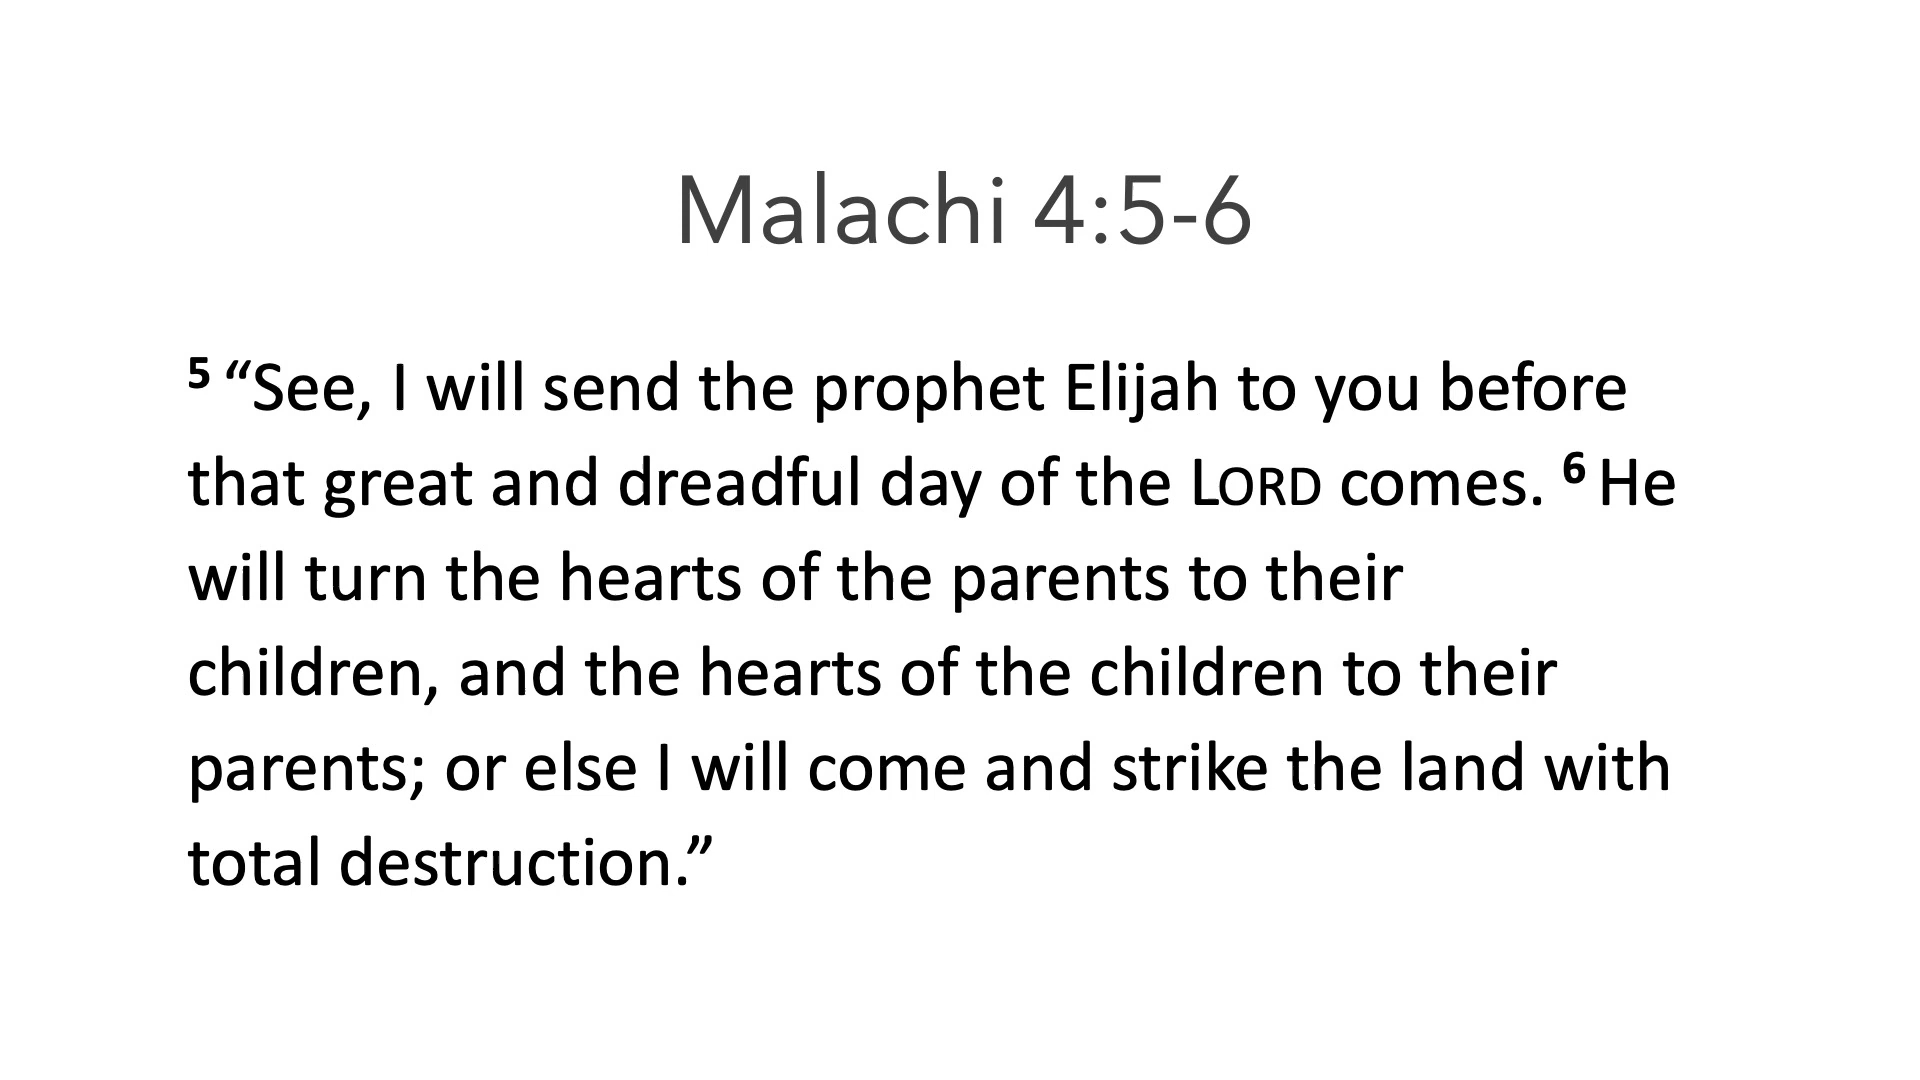 Malachi 4:5-6
5 “See, I will send the prophet Elijah to you before
that great and dreadful day of the LORD comes. 6 He
will turn the hearts of the parents to their
children, and the hearts of the children to their
parents; or else I will come and strike the land with
total destruction.”